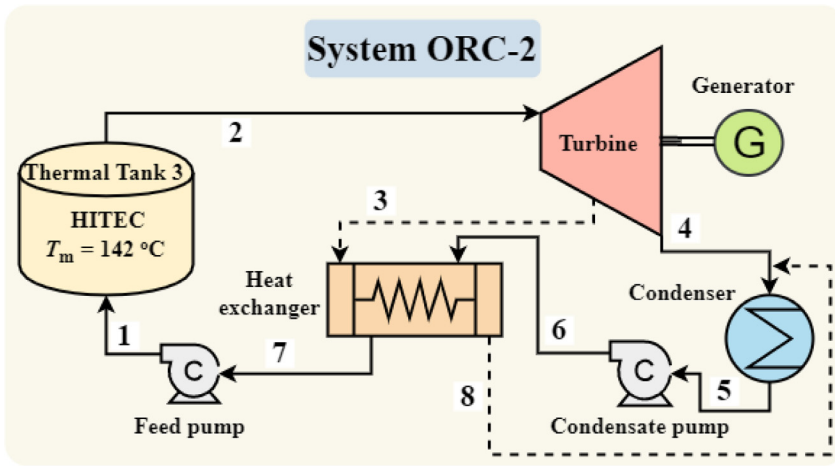 System ORC-2
Generator
G
2
Turbine
Thermal Tank 3
HITEC
Tm = 142 °C
3
4
Heat
exchanger
Condenser
1
7
6
C
C
8
5
Feed pump
Condensate pump